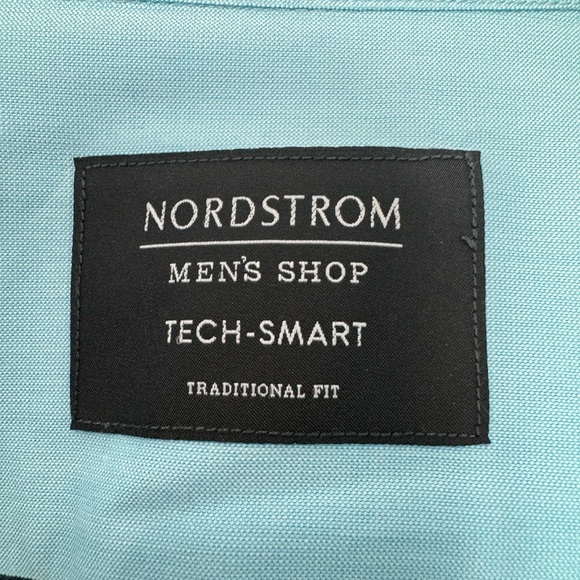 NORDSTROM
MEN'S SHOP
TECH-SMART
TRADITIONAL FIT